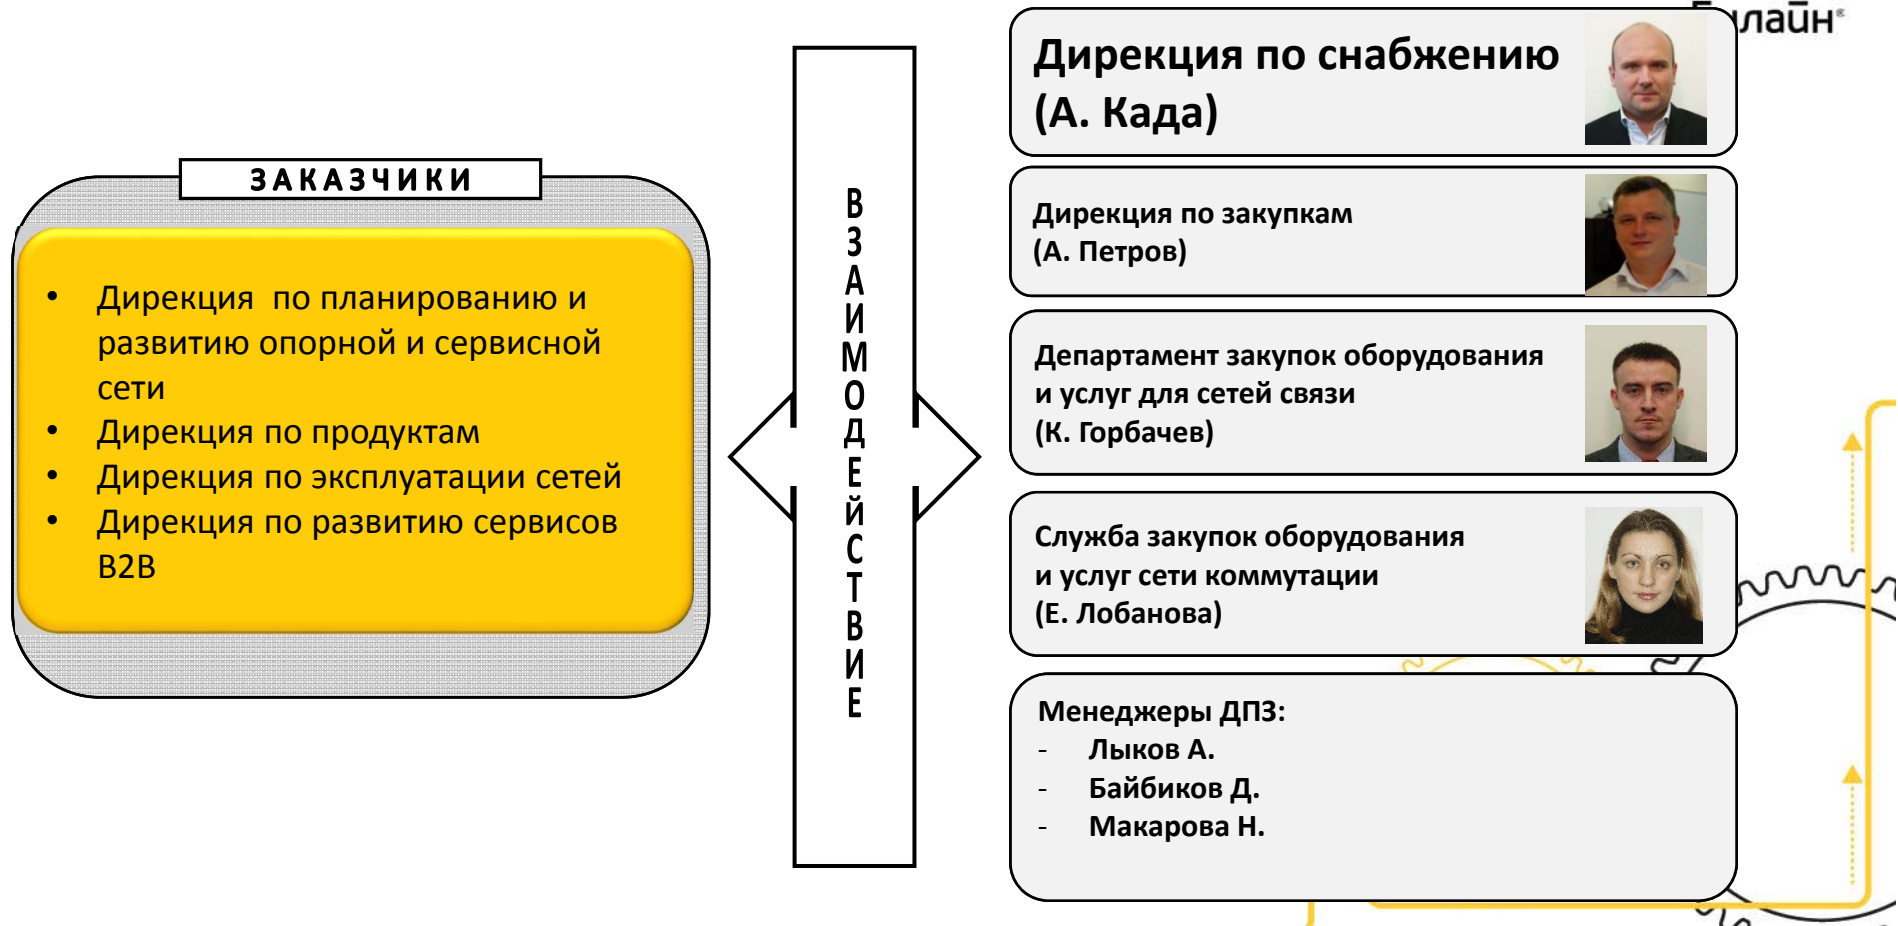 ЗАКАЗЧИКИ
• Дирекция по планированию и
развитию опорной и сервисной
сети
• Дирекция по продуктам
• Дирекция по эксплуатации сетей
• Дирекция по развитию сервисов
B2B
ВЗАИМОДЕЙСТВИЕ
Дирекция по снабжению
(А. Када)
Дирекция по закупкам
(А. Петров)
Департамент закупок оборудования
и услуг для сетей связи
(К. Горбачев)
Служба закупок оборудования
и услуг сети коммутации
(Е. Лобанова)
Менеджеры ДПЗ:
- Лыков А.
- Байбиков Д.
- Макарова Н.